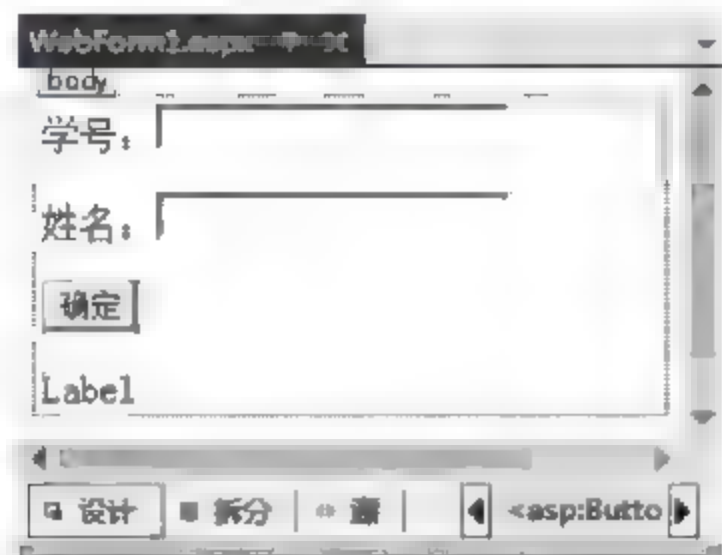 WebForm1.aspx
body
学号：
姓名：
确定
Label
设计 拆分 源 <asp:Butto